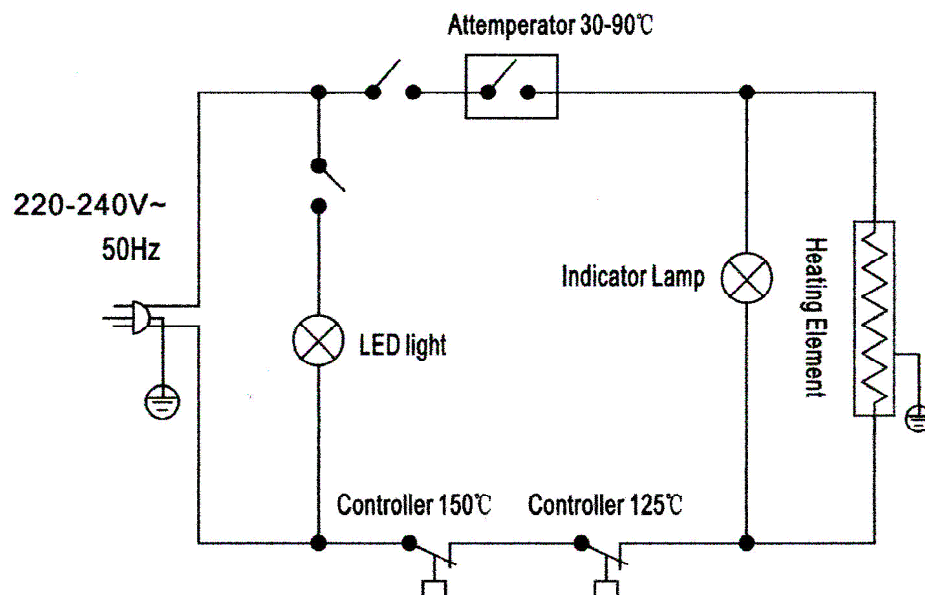 Attemperator 30-90℃
220-240V~
50Hz
Indicator Lamp
Heating Element
LED light
Controller 150℃
Controller 125℃